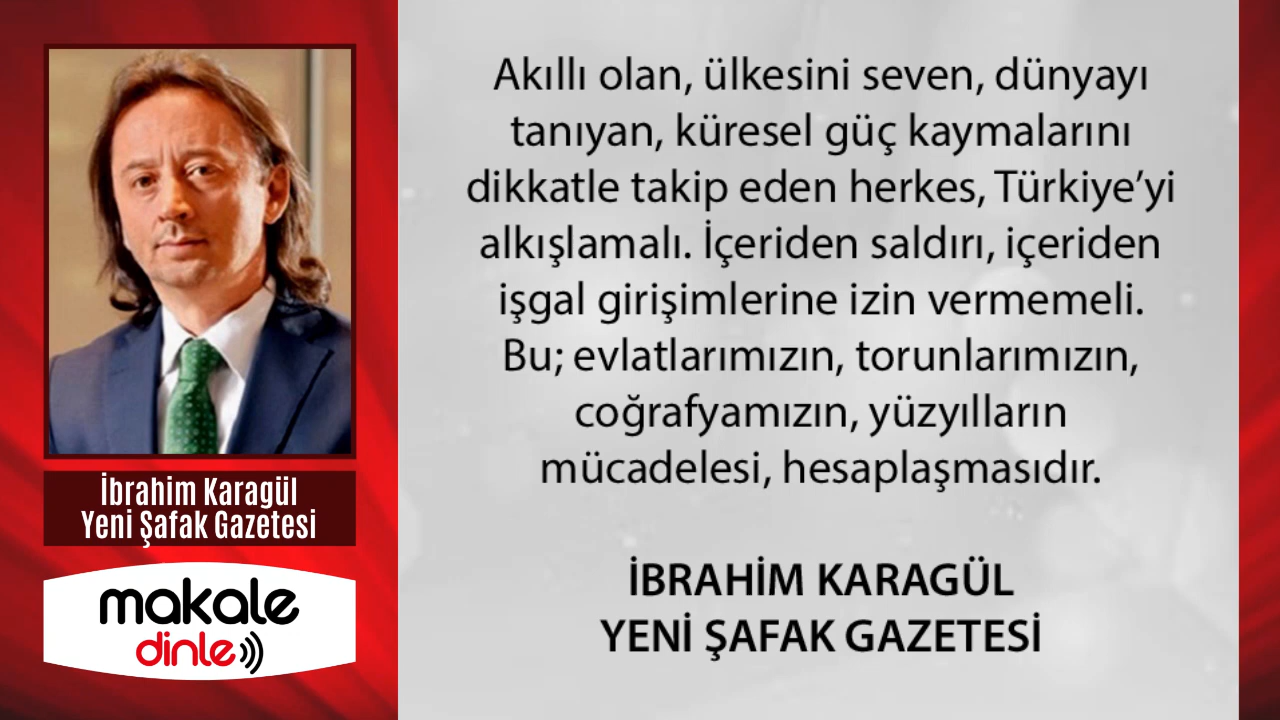 İbrahim Karagül
Yeni Şafak Gazetesi
makale
dinle
Akıllı olan, ülkesini seven, dünyayı
tanıyan, küresel güç kaymalarını
dikkatle takip eden herkes, Türkiye’yi
alkışlamalı. İçeriden saldırı, içeriden
işgal girişimlerine izin vermemeli.
Bu; evlatlarımızın, torunlarımızın,
coğrafyamızın, yüzyılların
mücadelesi, hesaplaşmasıdır.
İBRAHİM KARAGÜL
YENİ ŞAFAK GAZETESİ